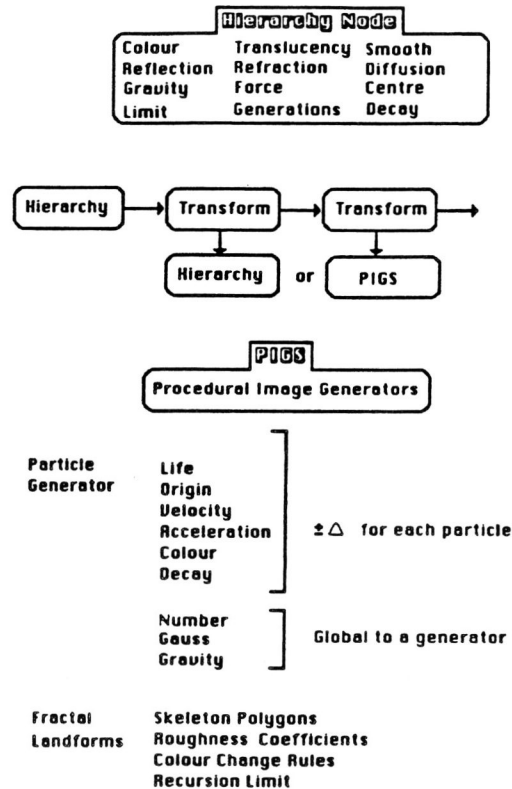 Hierarchy Node
Colour Translucency Smooth
Reflection Refraction Diffusion
Gravity Force Centre
Limit Generations Decay
Hierarchy Transform Transform
Hierarchy or PIGS
PIGS
Procedural Image Generators
Particle
Generator
Life
Origin
Velocity
Acceleration
Colour
Decay
± △ for each particle
Number
Gauss
Gravity
Global to a generator
Fractal
Landforms
Skeleton Polygons
Roughness Coefficients
Colour Change Rules
Recursion Limit